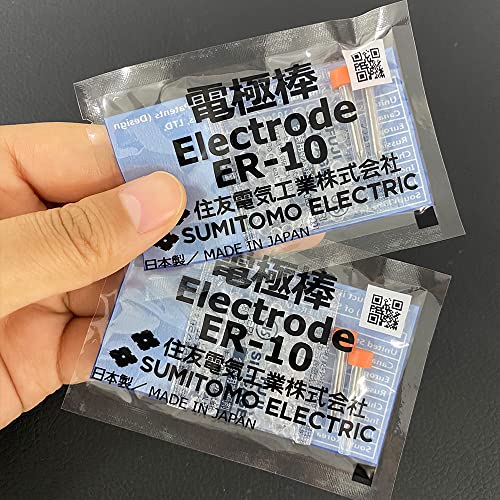 電極棒
Electrode
ER-10
住友電気工業株式会社
SUMITOMO ELECTRIC
日本製／MADE IN JAPAN
電極棒
Electrode
ER-10
住友電気工業株式会社
SUMITOMO ELECTRIC
日本製／MADE IN JAPAN